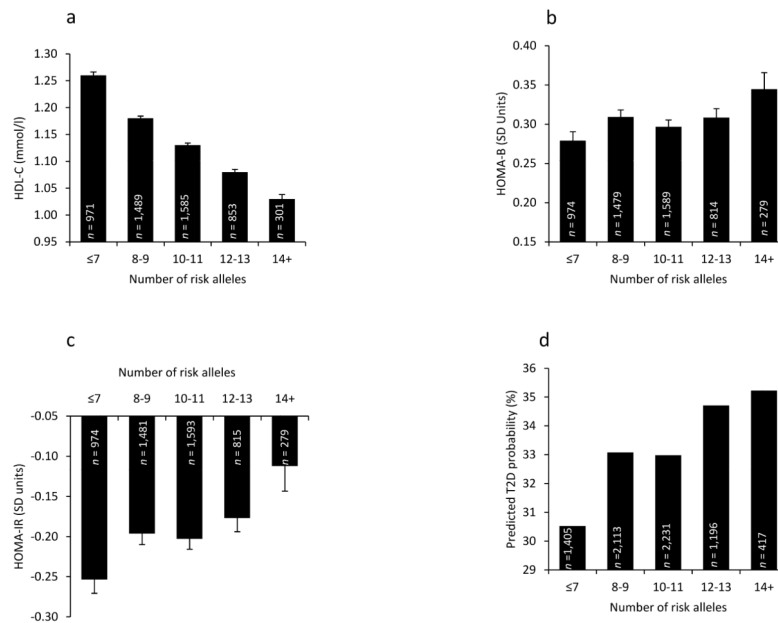 a
HDL-C (mmol/l)
1.30
1.25
1.20
1.15
1.10
1.05
1.00
0.95
n = 971
n = 1,489
n = 1,585
n = 853
n = 301
≤7 8-9 10-11 12-13 14+
Number of risk alleles
b
HOMA-B (SD Units)
0.40
0.35
0.30
0.25
0.20
0.15
n = 974
n = 1,479
n = 1,589
n = 814
n = 279
≤7 8-9 10-11 12-13 14+
Number of risk alleles
c
Number of risk alleles
≤7 8-9 10-11 12-13 14+
HOMA-IR (SD units)
-0.05
-0.10
-0.15
-0.20
-0.25
-0.30
n = 974
n = 1,481
n = 1,593
n = 815
n = 279
d
Predicted T2D probability (%)
36
35
34
33
32
31
30
29
n =1,405
n =2,113
n = 2,231
n = 1,196
n = 417
≤7 8-9 10-11 12-13 14+
Number of risk alleles